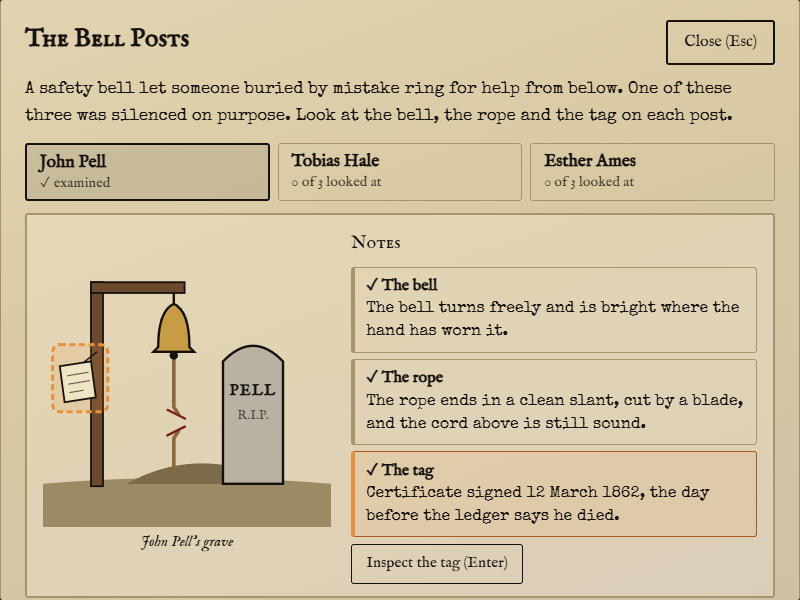 The Bell Posts
Close (Esc)
A safety bell let someone buried by mistake ring for help from below. One of these
three was silenced on purpose. Look at the bell, the rope and the tag on each post.
John Pell
✓ examined
Tobias Hale
0 of 3 looked at
Esther Ames
0 of 3 looked at
PELL
R.I.P.
John Pell's grave
Notes
✓ The bell
The bell turns freely and is bright where the
hand has worn it.
✓ The rope
The rope ends in a clean slant, cut by a blade,
and the cord above is still sound.
✓ The tag
Certificate signed 12 March 1862, the day
before the ledger says he died.
Inspect the tag (Enter)